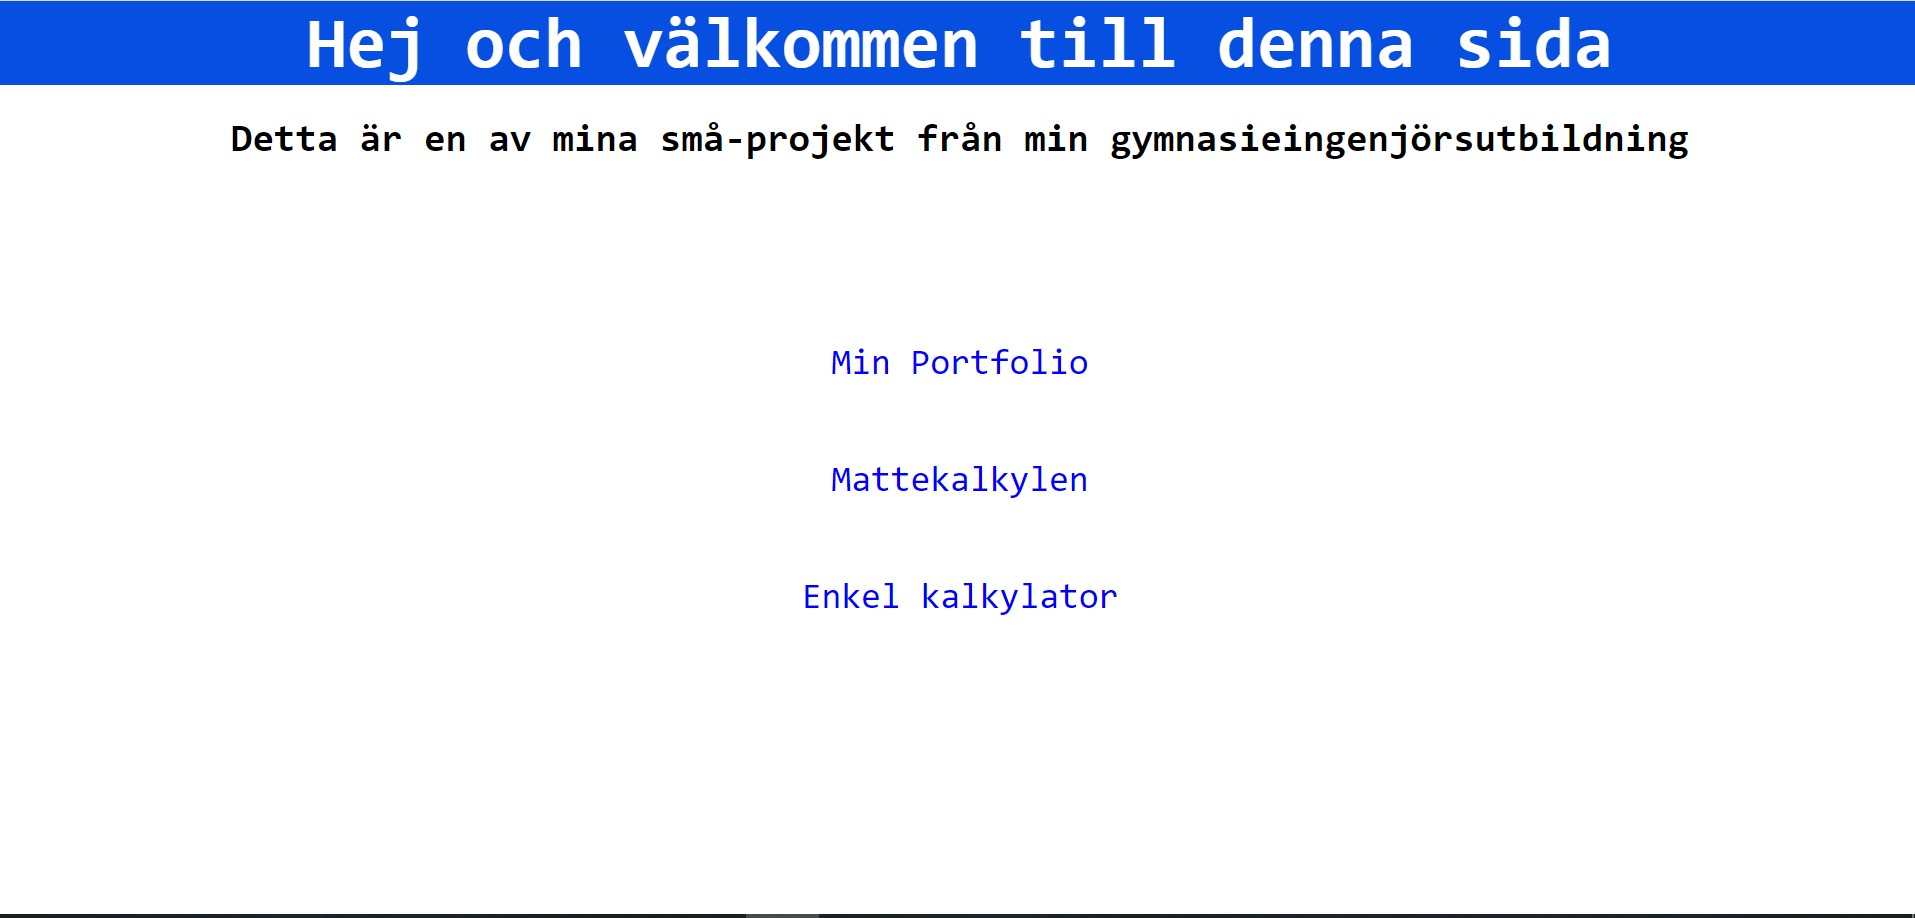 Hej och välkommen till denna sida
Detta är en av mina små-projekt från min gymnasieingenjörsutbildning
Min Portfolio
Mattekalkylen
Enkel kalkylator